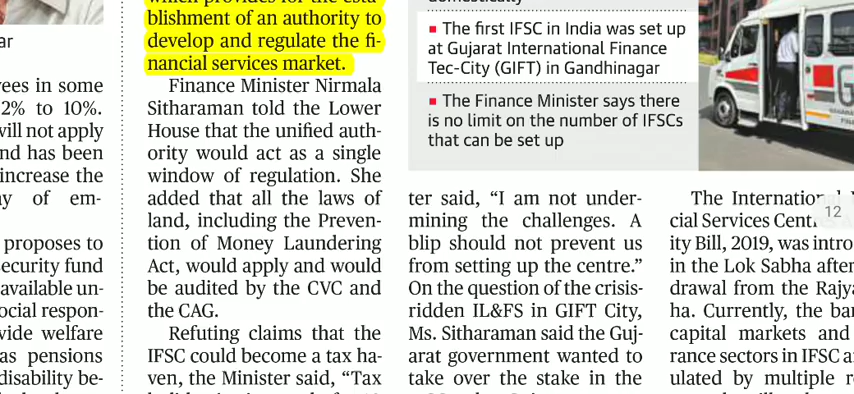 ar
ees in some
2% to 10%.
will not apply
nd has been
increase the
y of em-
proposes to
security fund
available un-
ocial respon-
vide welfare
as pensions
disability be-
which provides for the esta-
blishment of an authority to
develop and regulate the fi-
nancial services market.
Finance Minister Nirmala
Sitharaman told the Lower
House that the unified auth-
ority would act as a single
window of regulation. She
added that all the laws of
land, including the Preven-
tion of Money Laundering
Act, would apply and would
be audited by the CVC and
the CAG.
Refuting claims that the
IFSC could become a tax ha-
ven, the Minister said, “Tax
domestically
The first IFSC in India was set up
at Gujarat International Finance
Tec-City (GIFT) in Gandhinagar
The Finance Minister says there
is no limit on the number of IFSCs
that can be set up
ter said, “I am not under-
mining the challenges. A
blip should not prevent us
from setting up the centre.”
On the question of the crisis-
ridden IL&FS in GIFT City,
Ms. Sitharaman said the Guj-
arat government wanted to
take over the stake in the
The International
cial Services Cent
ity Bill, 2019, was intro
in the Lok Sabha after
drawal from the Rajya
ha. Currently, the ban
capital markets and
rance sectors in IFSC a
ulated by multiple r
12